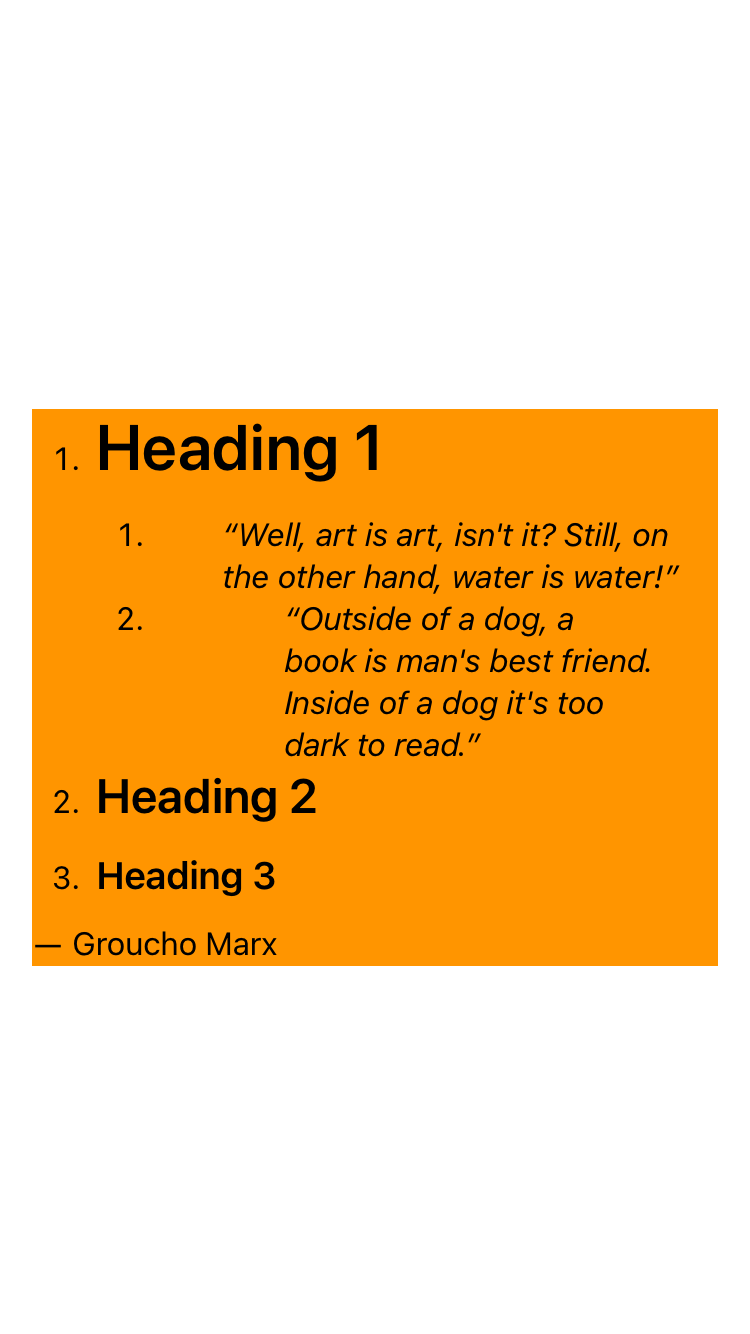 1. Heading 1
1. “Well, art is art, isn't it? Still, on
the other hand, water is water!”
2. “Outside of a dog, a
book is man's best friend.
Inside of a dog it's too
dark to read.”
2. Heading 2
3. Heading 3
— Groucho Marx